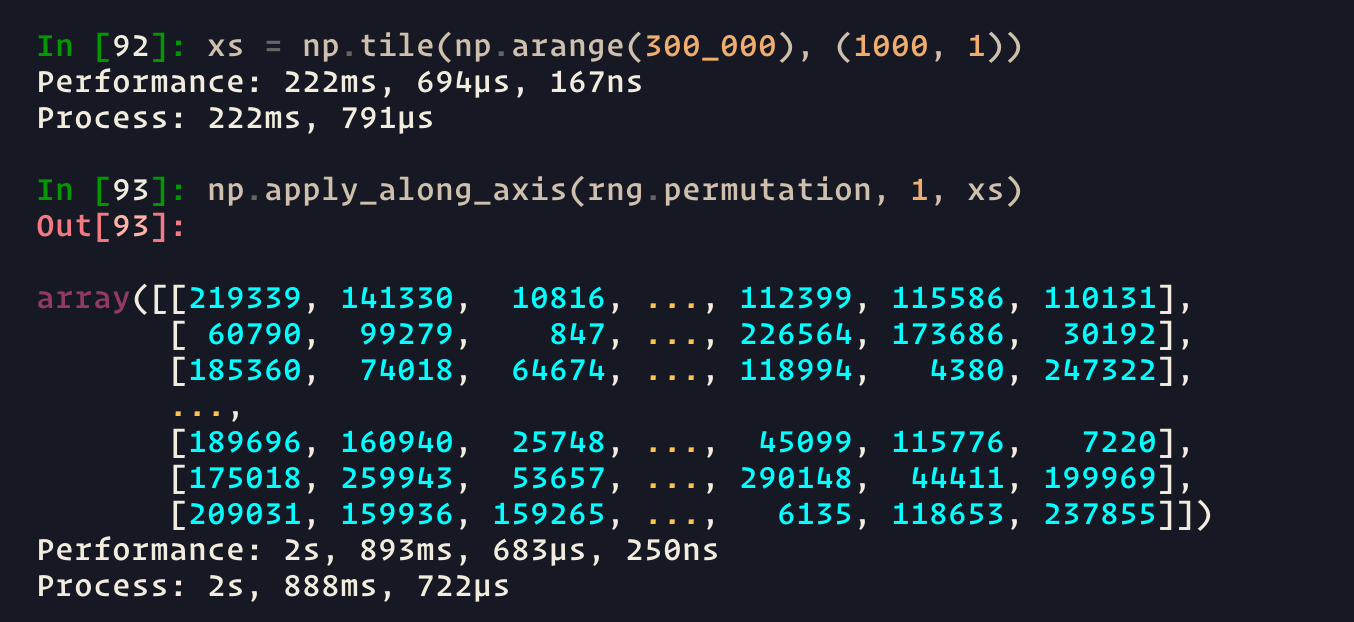 In [92]: xs = np.tile(np.arange(300_000), (1000, 1))
Performance: 222ms, 694μs, 167ns
Process: 222ms, 791μs
In [93]: np.apply_along_axis(rng.permutation, 1, xs)
Out[93]:
array([[219339, 141330,  10816, ..., 112399, 115586, 110131],
       [ 60790,  99279,    847, ..., 226564, 173686,  30192],
       [185360,  74018,  64674, ..., 118994,   4380, 247322],
       ...,
       [189696, 160940,  25748, ...,  45099, 115776,   7220],
       [175018, 259943,  53657, ..., 290148,  44411, 199969],
       [209031, 159936, 159265, ...,   6135, 118653, 237855]])
Performance: 2s, 893ms, 683μs, 250ns
Process: 2s, 888ms, 722μs